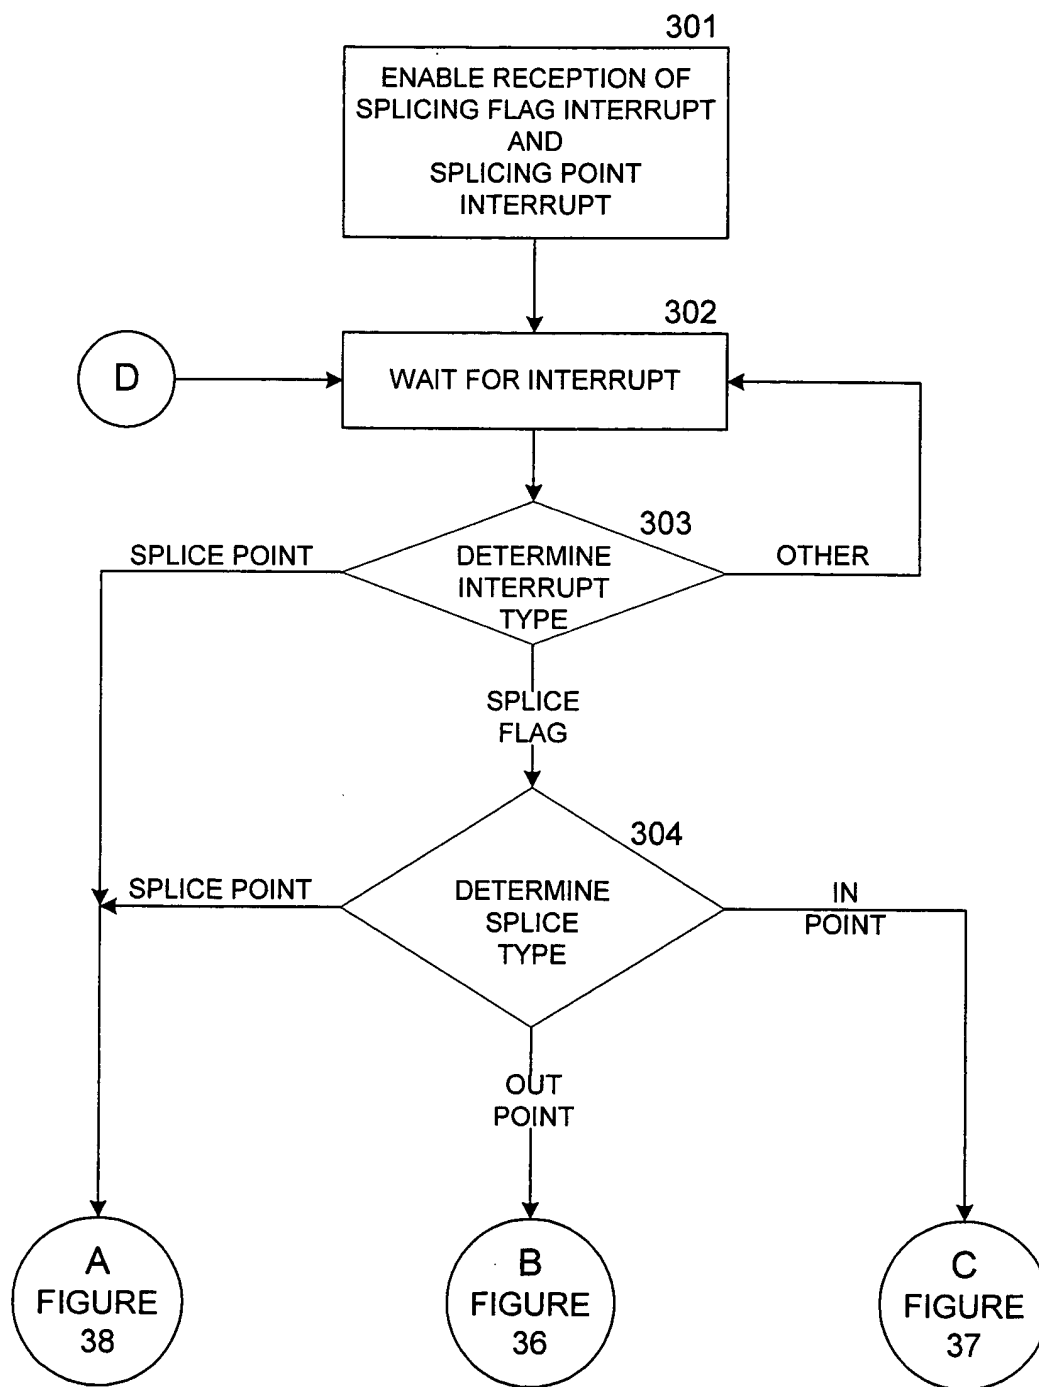 301
ENABLE RECEPTION OF
SPLICING FLAG INTERRUPT
AND
SPLICING POINT
INTERRUPT
302
D
WAIT FOR INTERRUPT
303
SPLICE POINT
DETERMINE
INTERRUPT
TYPE
OTHER
SPLICE
FLAG
304
SPLICE POINT
DETERMINE
SPLICE
TYPE
IN
POINT
OUT
POINT
A
FIGURE
38
B
FIGURE
36
C
FIGURE
37